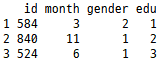 id month gender edu
1 584 3 2 1
2 840 11 1 2
3 524 6 1 3